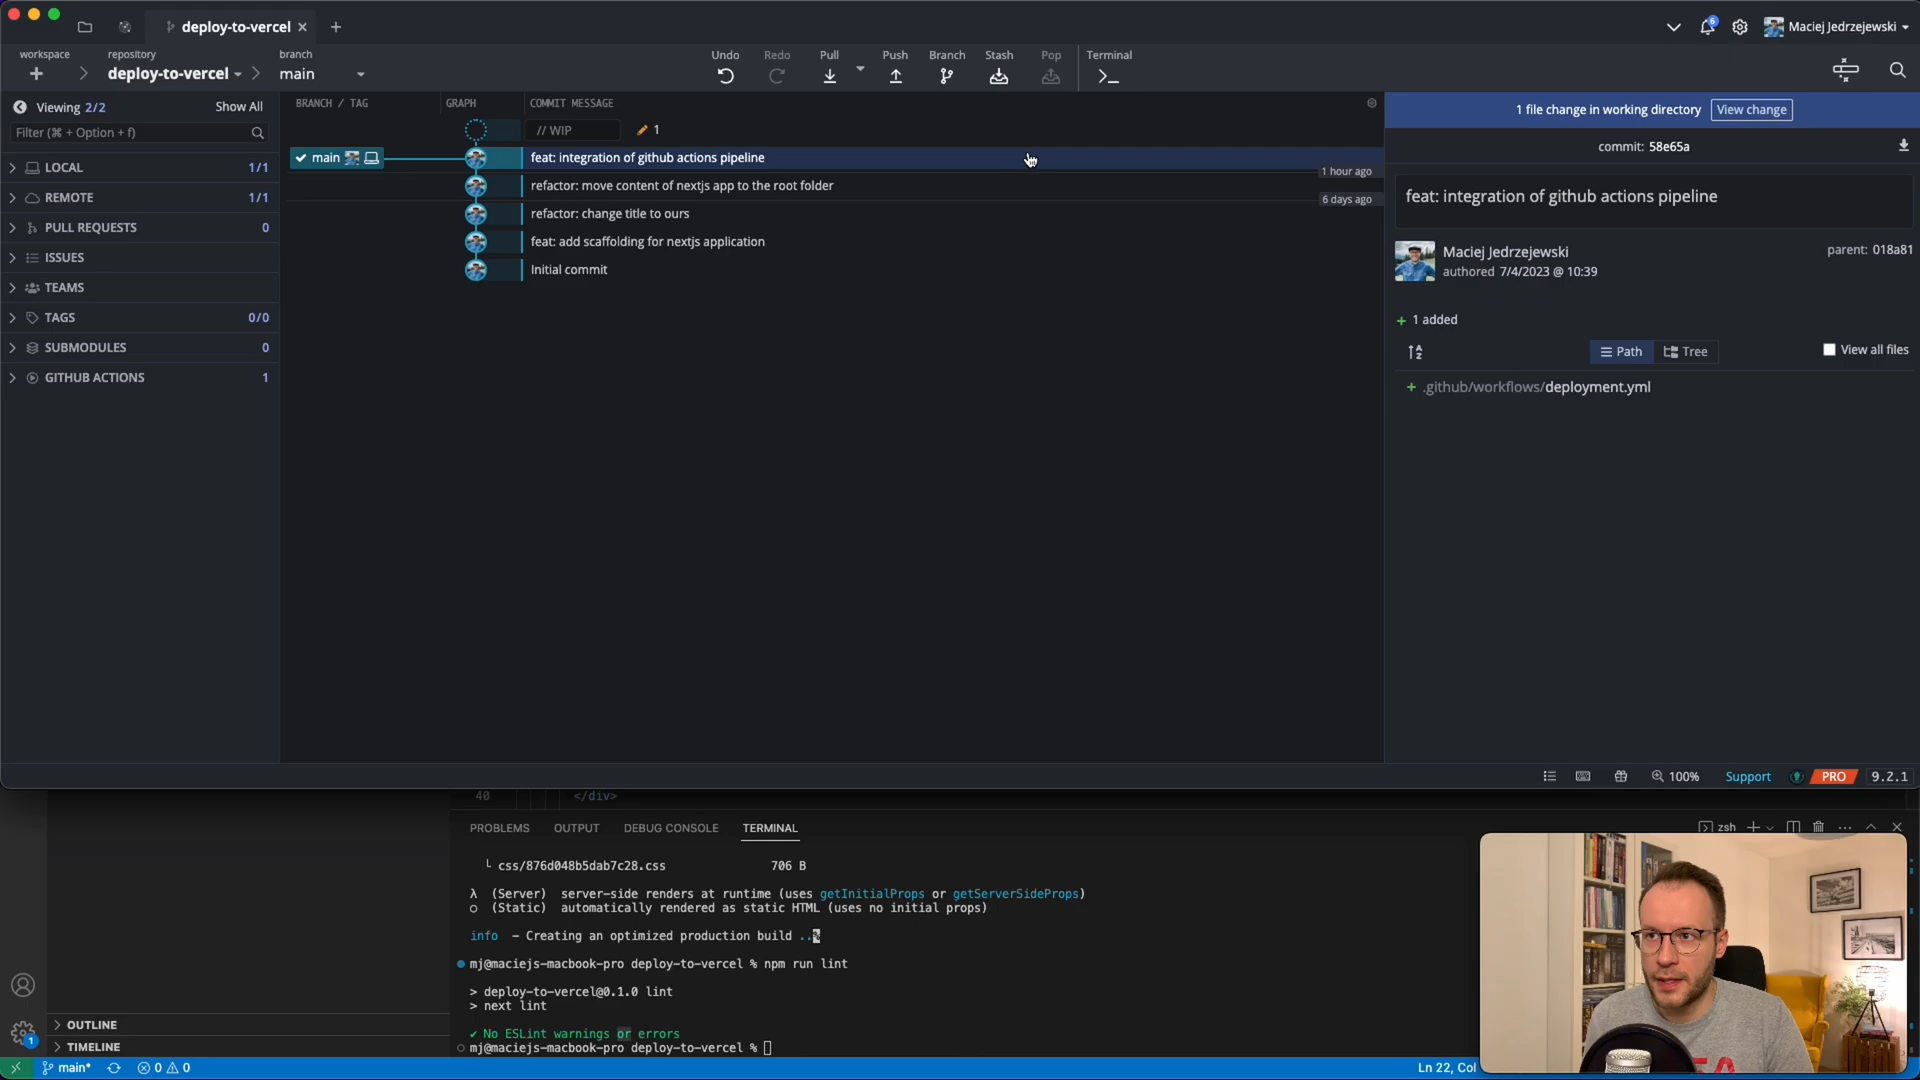 deploy-to-vercel
6
Maciej Jedrzejewski
workspace
repository
deploy-to-vercel
branch
main
Undo
Redo
Pull
Push
Branch
Stash
Pop
Terminal
Viewing 2/2
Show All
Filter (⌘ + Option + f)
LOCAL 1/1
REMOTE 1/1
PULL REQUESTS 0
ISSUES
TEAMS
TAGS 0/0
SUBMODULES 0
GITHUB ACTIONS 1
BRANCH / TAG
GRAPH
COMMIT MESSAGE
// WIP
1
main
feat: integration of github actions pipeline
1 hour ago
refactor: move content of nextjs app to the root folder
6 days ago
refactor: change title to ours
feat: add scaffolding for nextjs application
Initial commit
1 file change in working directory
View change
commit: 58e65a
feat: integration of github actions pipeline
Maciej Jedrzejewski
authored 7/4/2023 @ 10:39
parent: 018a81
1 added
Path
Tree
View all files
.github/workflows/deployment.yml
100%
Support
PRO
9.2.1
40 </div>
PROBLEMS
OUTPUT
DEBUG CONSOLE
TERMINAL
zsh
css/876d048b5dab7c28.css 706 B
λ (Server) server-side renders at runtime (uses getInitialProps or getServerSideProps)
○ (Static) automatically rendered as static HTML (uses no initial props)
info - Creating an optimized production build ..%
mj@maciejs-macbook-pro deploy-to-vercel % npm run lint
> deploy-to-vercel@0.1.0 lint
> next lint
✔ No ESLint warnings or errors
mj@maciejs-macbook-pro deploy-to-vercel %
1
OUTLINE
TIMELINE
main*
0
0
Ln 22, Col